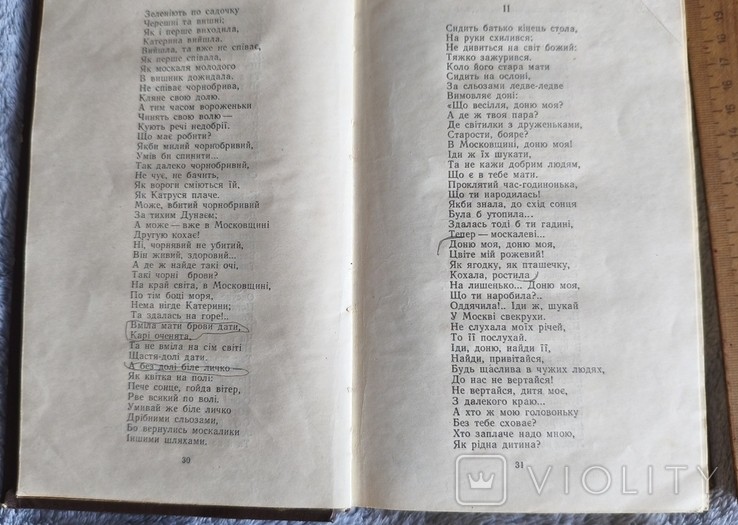 Зеленіють по садочку
Черешні та вишні;
Як і перше виходила,
Катерина вийшла.
Вийшла, та вже не співає,
Як перше співала,
Як москаля молодого
В вишник дожидала.
Не співає чорнобрива,
Кляне свою долю.
А тим часом вороженьки
Чинять свою волю —
Кують речі недобрії.
Що має робити?
Якби милий чорнобривий,
Умів би спинити...
Так далеко чорнобривий,
Не чує, не бачить,
Як вороги сміються їй,
Як Катруся плаче.
Може, вбитий чорнобривий
За тихим Дунаєм;
А може — вже в Московщині
Другую кохає!
Ні, чорнявий не убитий,
Він живий, здоровий...
А де ж найде такі очі,
Такі чорні брови?
На край світа, в Московщині,
По тім боці моря,
Нема нігде Катерини;
Та здалась на горе!..
Вміла мати брови дати,
Карі оченята,
Та не вміла на сім світі
Щастя-долі дати.
А без долі біле личко —
Як квітка на полі:
Пече сонце, гойда вітер,
Рве всякий по волі.
Умивай же біле личко
Дрібними сльозами,
Бо вернулись москалики
Іншими шляхами.
30
II
Сидить батько кінець стола,
На руки схилився;
Не дивиться на світ божий:
Тяжко зажурився.
Коло його стара мати
Сидить на ослоні,
За сльозами ледве-ледве
Вимовляє доні:
«Що весілля, доню моя?
А де ж твоя пара?
Де світилки з друженьками,
Старости, бояре?
В Московщині, доню моя!
Іди ж їх шукати,
Та не кажи добрим людям,
Що є в тебе мати.
Проклятий час-годинонька,
Що ти народилась!
Якби знала, до схід сонця
Була б утопила...
Здалась тоді б ти гадині,
Тепер — москалеві...
Доню моя, доню моя,
Цвіте мій рожевий!
Як ягодку, як пташечку,
Кохала, ростила
На лишенько... Доню моя,
Що ти наробила?..
Оддячила!.. Іди ж, шукай
У Москві свекрухи.
Не слухала моїх річей,
То її послухай.
Іди, доню, найди її,
Найди, привітайся,
Будь щаслива в чужих людях,
До нас не вертайся!
Не вертайся, дитя моє,
З далекого краю...
А хто ж мою головоньку
Без тебе сховає?
Хто заплаче надо мною,
Як рідна дитина?
31
VIOLITY